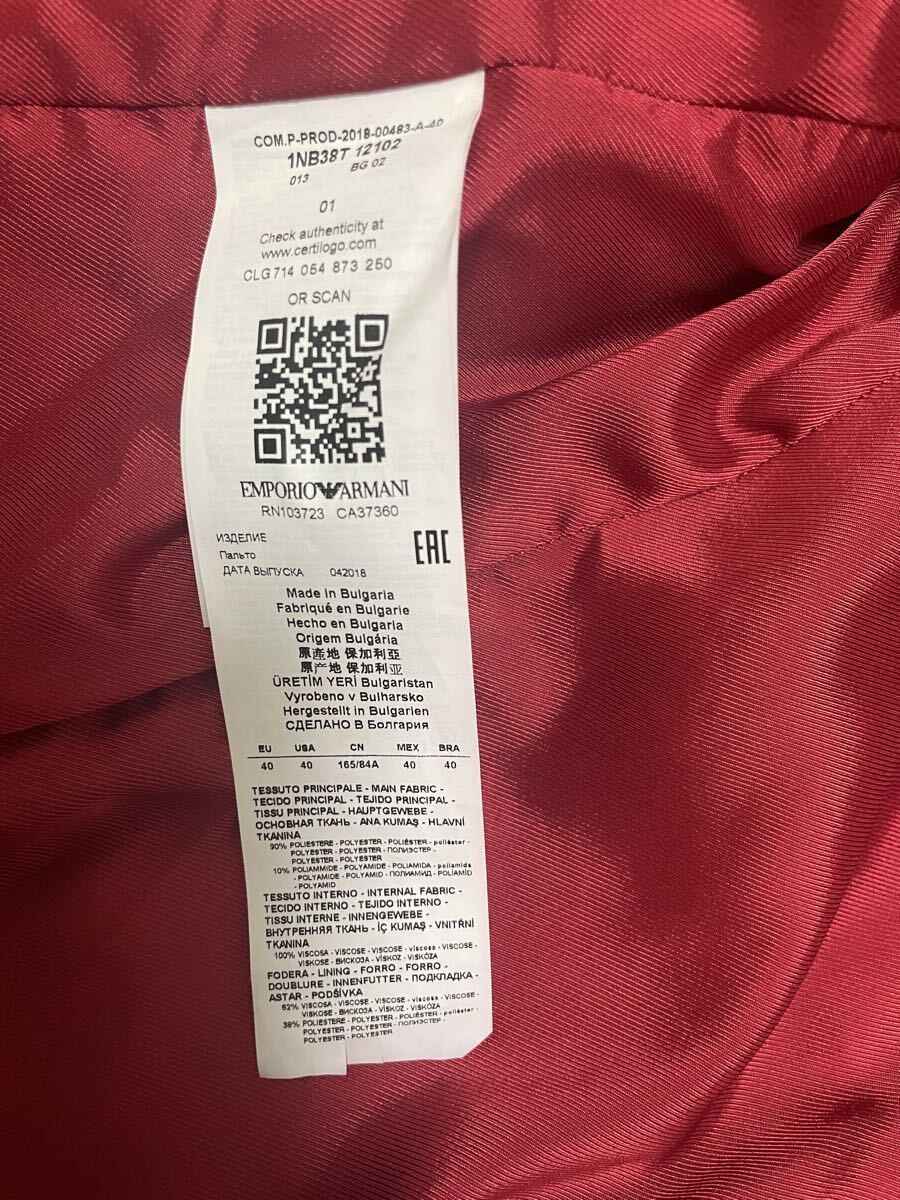 COM.P-PROD-2018-00483-A-40
1NB38T 12102
013 BG 02
01
Check authenticity at
www.certilogo.com
CLG 714 054 873 250
OR SCAN
EMPORIO ARMANI
RN103723 CA37360
ИЗДЕЛИЕ
Пальто
EAC
ДАТА ВЫПУСКА 042018
Made in Bulgaria
Fabriqué en Bulgarie
Hecho en Bulgaria
Origem Bulgária
原產地 保加利亞
原产地 保加利亚
ÜRETİM YERİ Bulgaristan
Vyrobeno v Bulharsko
Hergestellt in Bulgarien
СДЕЛАНО В Болгария
EU USA CN MEX BRA
40 40 165/84A 40 40
TESSUTO PRINCIPALE - MAIN FABRIC -
TECIDO PRINCIPAL - TEJIDO PRINCIPAL -
TISSU PRINCIPAL - HAUPTGEWEBE -
ОСНОВНАЯ ТКАНЬ - ANA KUMAŞ - HLAVNÍ
TKANINA
90% POLIESTERE - POLYESTER - POLIÉSTER - poliéster -
POLYESTER - POLYESTER - ПОЛИЭСТЕР -
POLYESTER - POLYESTER
10% POLIAMMIDE - POLYAMIDE - POLIAMIDA - poliamida
- POLYAMIDE - POLYAMID - ПОЛИАМИД - POLİAMİD
- POLYAMID
TESSUTO INTERNO - INTERNAL FABRIC -
TECIDO INTERNO - TEJIDO INTERNO -
TISSU INTERNE - INNENGEWEBE -
ВНУТРЕННЯЯ ТКАНЬ - İÇ KUMAŞ - VNITŘNÍ
TKANINA
100% VISCOSA - VISCOSE - VISCOSE - viscosa - VISCOSE -
VISKOSE - ВИСКОЗА - VİSKOZ - VISKÓZA
FODERA - LINING - FORRO - FORRO -
DOUBLURE - INNENFUTTER - ПОДКЛАДКА -
ASTAR - PODŠÍVKA
62% VISCOSA - VISCOSE - VISCOSE - viscosa - VISCOSE -
VISKOSE - ВИСКОЗА - VİSKOZ - VISKÓZA
38% POLIESTERE - POLYESTER - POLIÉSTER - poliéster -
POLYESTER - POLYESTER - ПОЛИЭСТЕР -
POLYESTER - POLYESTER